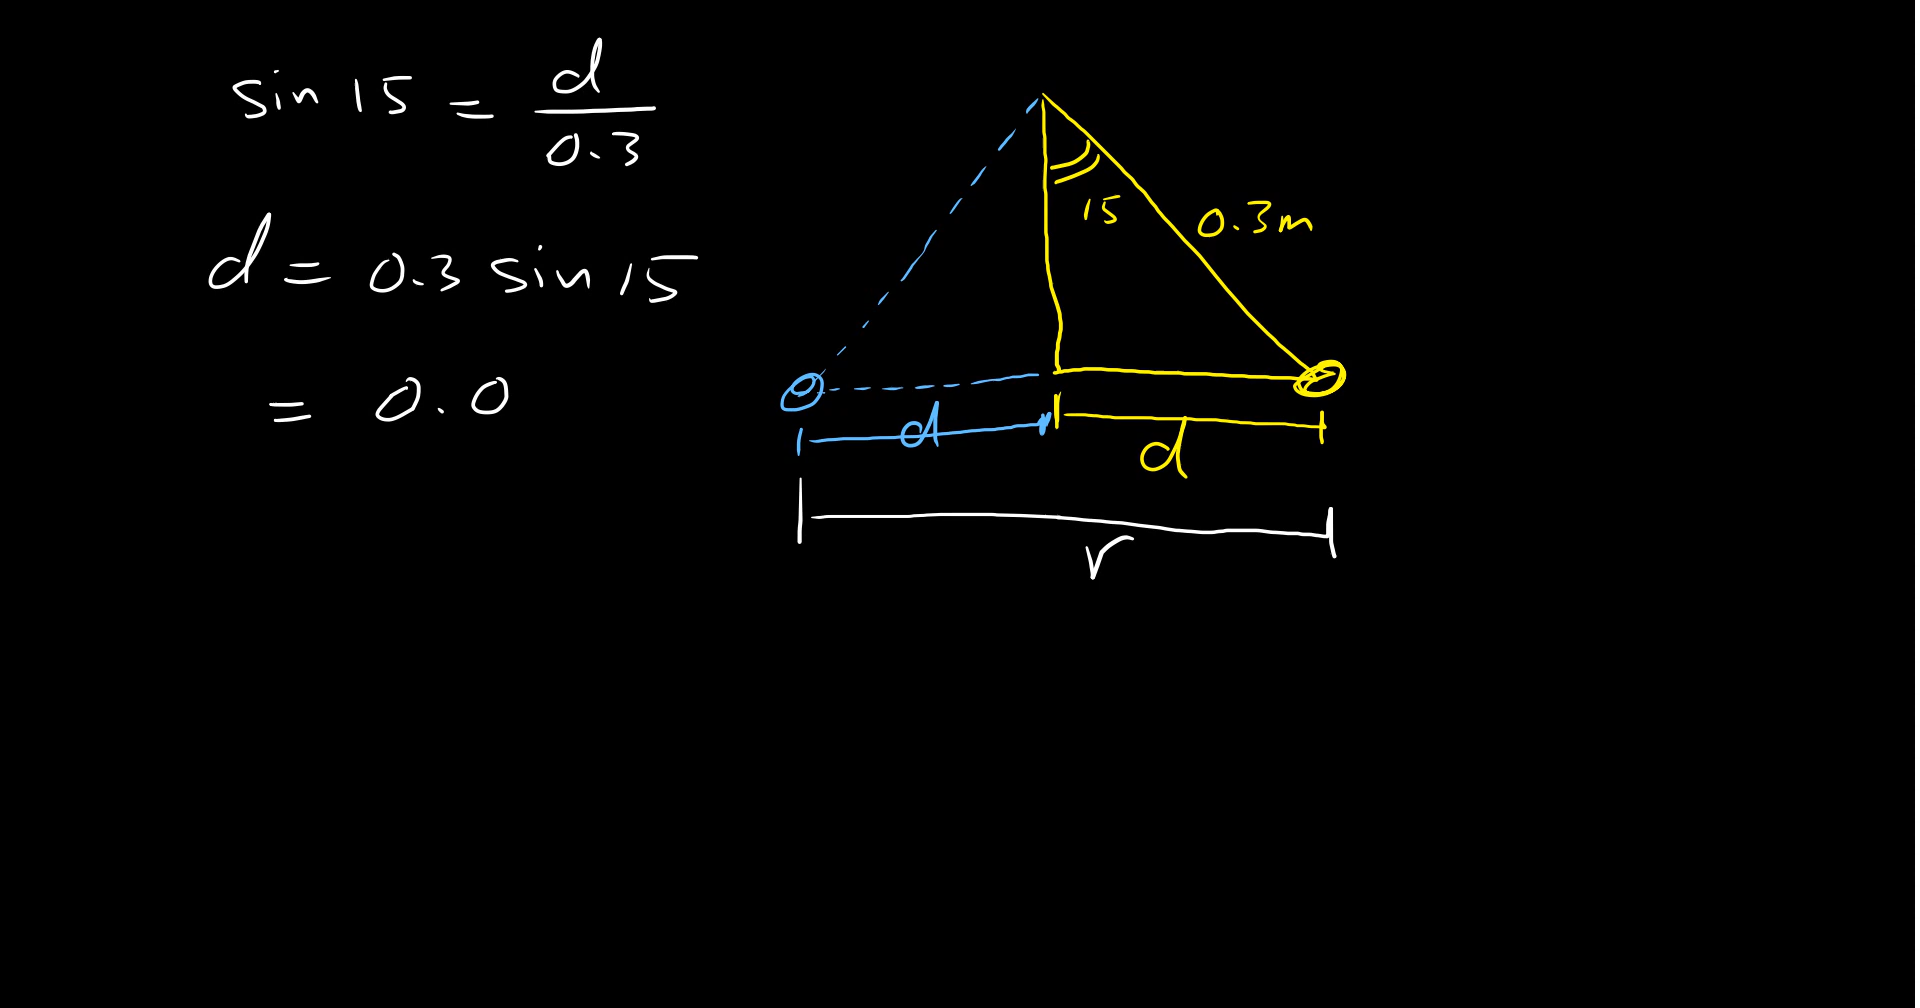 sin 15 = d / 0.3
d = 0.3 sin 15
= 0.0
15
0.3m
d
d
r